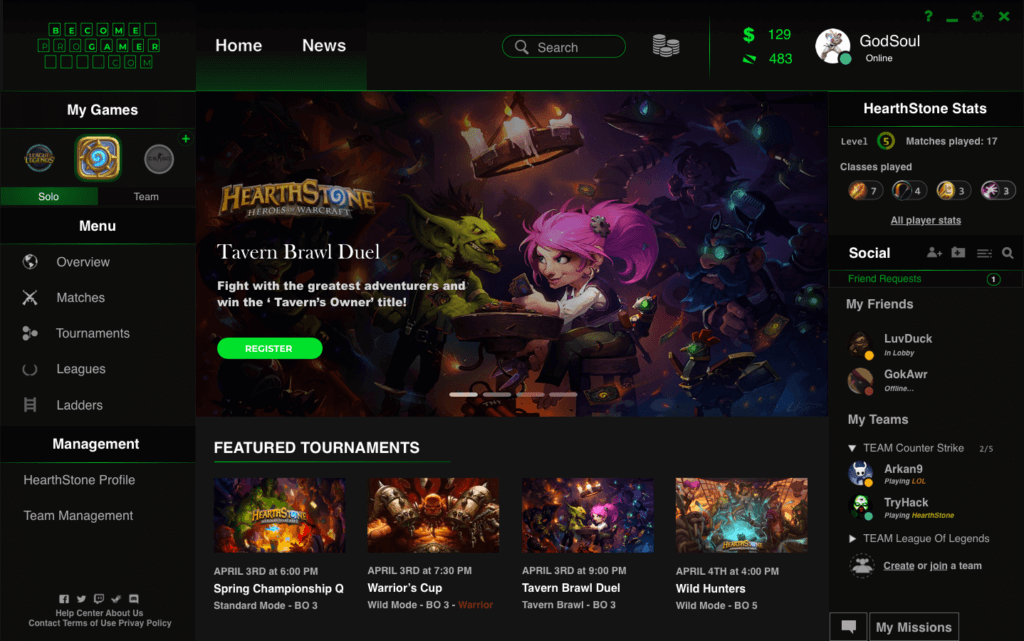 BECOME
PROGAMER
COM
Home
News
Search
$ 129
483
GodSoul
Online
?
My Games
LEAGUE OF LEGENDS
+
Solo
Team
Menu
Overview
Matches
Tournaments
Leagues
Ladders
Management
HearthStone Profile
Team Management
Help Center About Us
Contact Terms of Use Privay Policy
HEARTHSTONE
HEROES OF WARCRAFT
Tavern Brawl Duel
Fight with the greatest adventurers and
win the ‘ Tavern’s Owner’ title!
REGISTER
FEATURED TOURNAMENTS
HEARTHSTONE
APRIL 3RD at 6:00 PM
Spring Championship Q
Standard Mode - BO 3
APRIL 3RD at 7:30 PM
Warrior’s Cup
Wild Mode - BO 3 - Warrior
APRIL 3RD at 9:00 PM
Tavern Brawl Duel
Tavern Brawl - BO 3
HEARTHSTONE
APRIL 4TH at 4:00 PM
Wild Hunters
Wild Mode - BO 5
HearthStone Stats
Level 5 Matches played: 17
Classes played
7 4 3 3
All player stats
Social
Friend Requests 1
My Friends
LuvDuck
In Lobby
GokAwr
Offline...
My Teams
TEAM Counter Strike 2/5
Arkan9
Playing LOL
TryHack
Playing HearthStone
TEAM League Of Legends
Create or join a team
My Missions